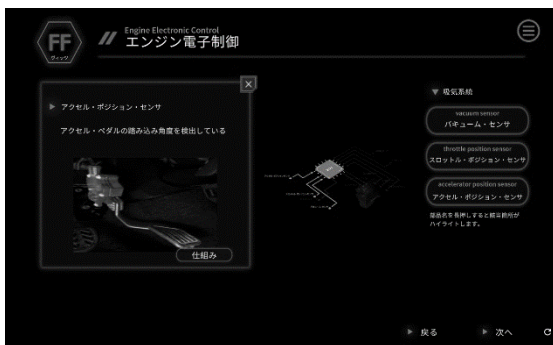 FF
ヴィッツ
Engine Electronic Control
エンジン電子制御
アクセル・ポジション・センサ
アクセル・ペダルの踏み込み角度を検出している
仕組み
吸気系統
vacuum sensor
バキューム・センサ
throttle position sensor
スロットル・ポジション・センサ
accelerator position sensor
アクセル・ポジション・センサ
部品名を長押しすると該当箇所が
ハイライトします。
戻る
次へ